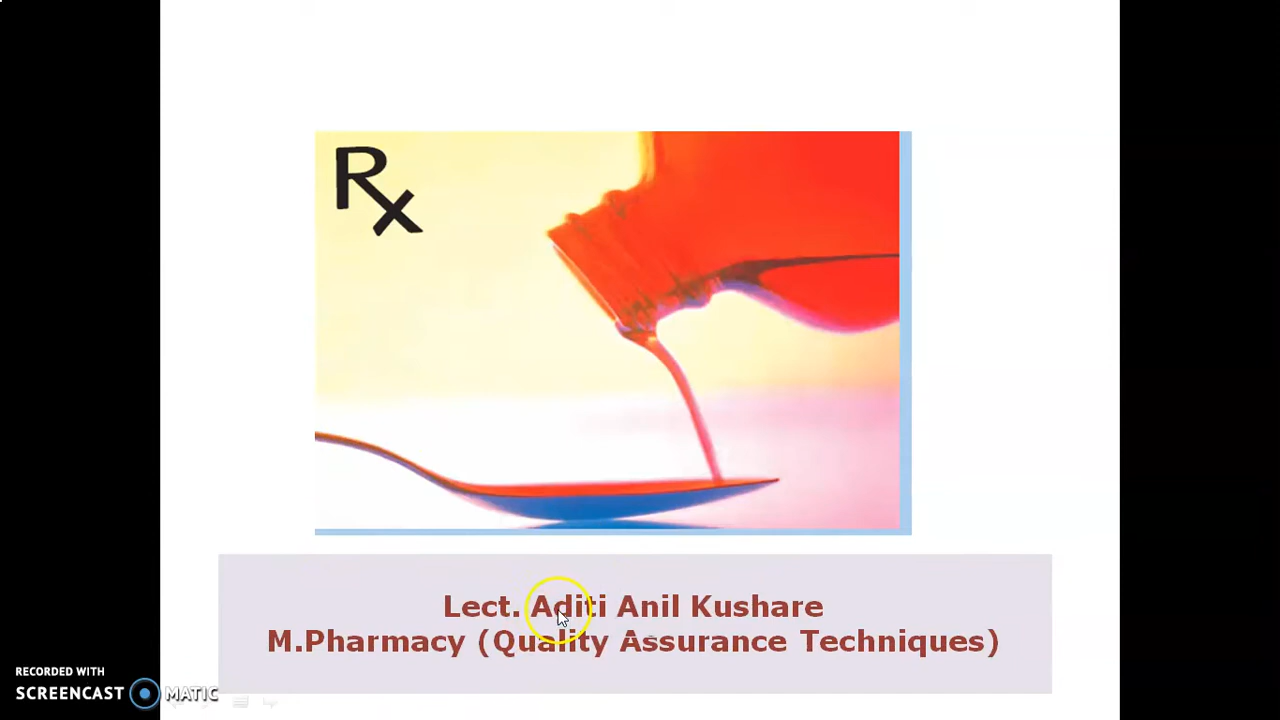 Rx
Lect. Aditi Anil Kushare
M.Pharmacy (Quality Assurance Techniques)
RECORDED WITH
SCREENCAST MATIC